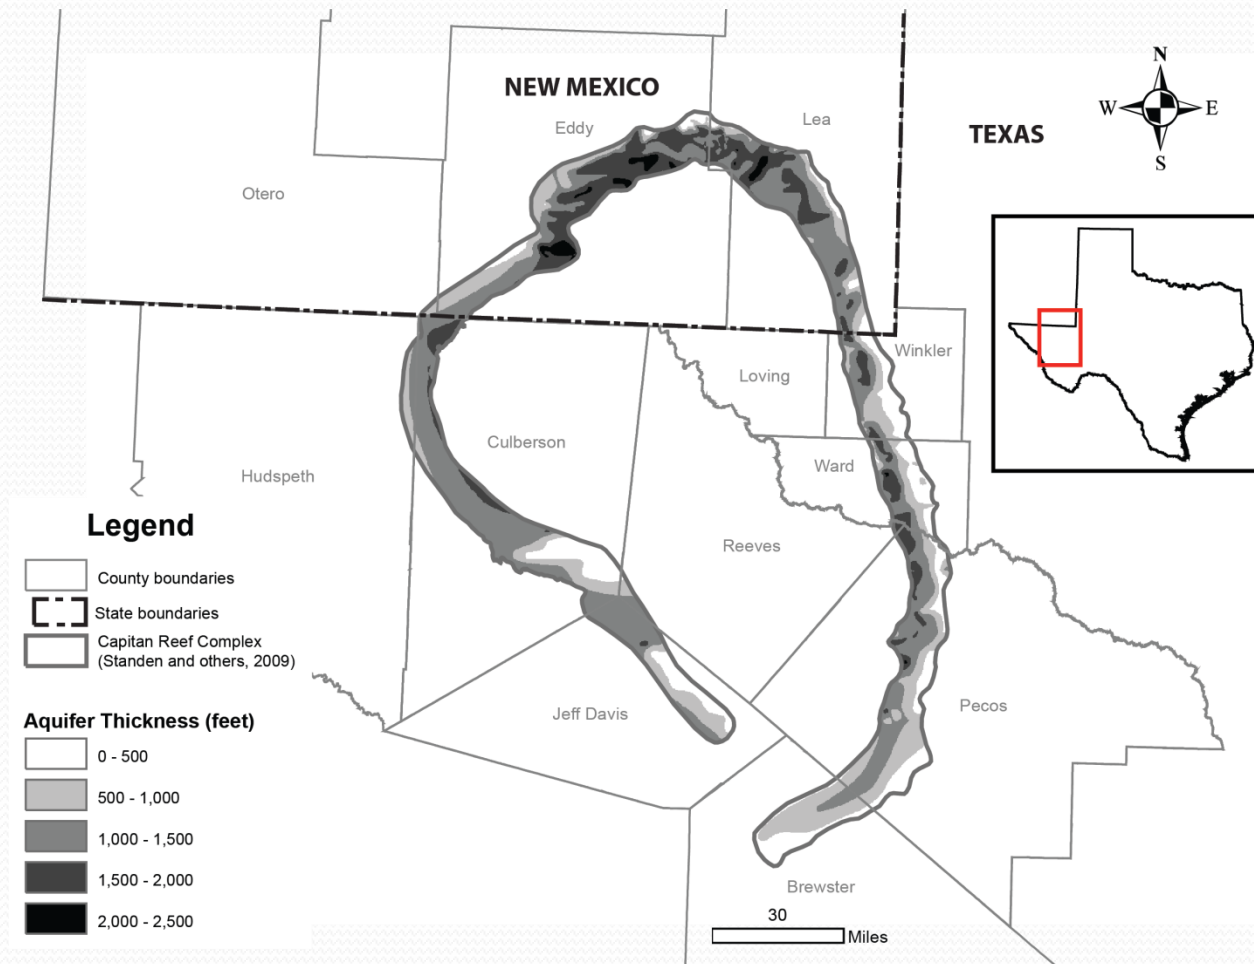 NEW MEXICO
Eddy
Lea
TEXAS
N
W
E
S
Otero
Winkler
Loving
Culberson
Ward
Hudspeth
Reeves
Pecos
Jeff Davis
Brewster
30
Miles
Legend
County boundaries
State boundaries
Capitan Reef Complex
(Standen and others, 2009)
Aquifer Thickness (feet)
0 - 500
500 - 1,000
1,000 - 1,500
1,500 - 2,000
2,000 - 2,500